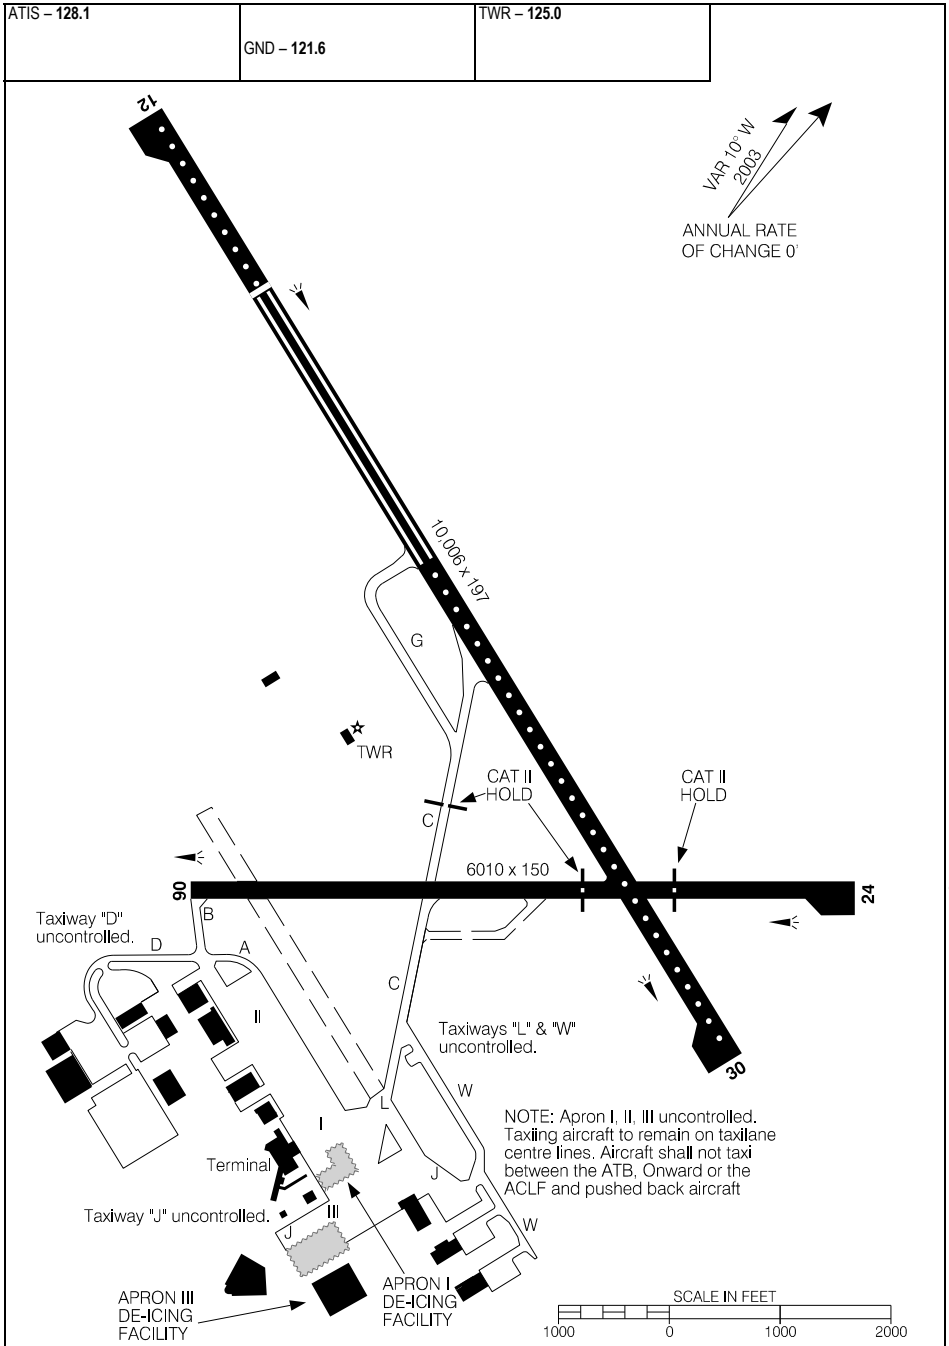 ATIS – 128.1
GND – 121.6
TWR – 125.0
12
VAR 10° W
2003
ANNUAL RATE
OF CHANGE 0'
10,006 x 197
G
TWR
CAT II
HOLD
CAT II
HOLD
C
6010 x 150
06
24
Taxiway "D"
uncontrolled.
B
D
A
C
II
Taxiways "L" & "W"
uncontrolled.
30
W
L
I
NOTE: Apron I, II, III uncontrolled.
Taxiing aircraft to remain on taxilane
centre lines. Aircraft shall not taxi
between the ATB, Onward or the
ACLF and pushed back aircraft
Terminal
J
Taxiway "J" uncontrolled.
III
J
W
APRON III
DE-ICING
FACILITY
APRON I
DE-ICING
FACILITY
SCALE IN FEET
1000 0 1000 2000